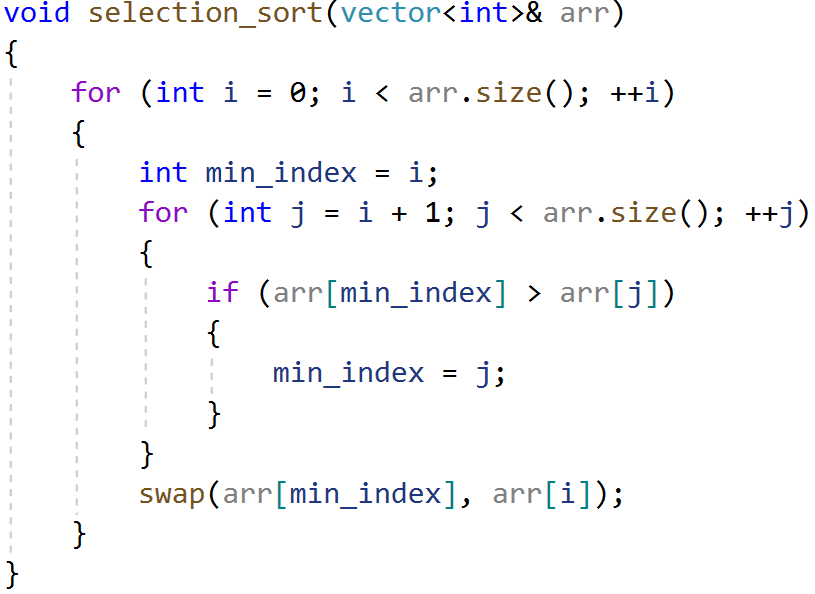 void selection_sort(vector<int>& arr)
{
    for (int i = 0; i < arr.size(); ++i)
    {
        int min_index = i;
        for (int j = i + 1; j < arr.size(); ++j)
        {
            if (arr[min_index] > arr[j])
            {
                min_index = j;
            }
        }
        swap(arr[min_index], arr[i]);
    }
}